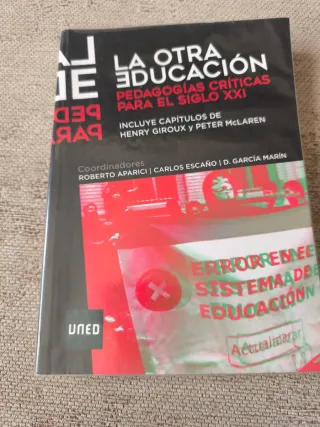 LA OTRA
EDUCACIÓN
PEDAGOGÍAS CRÍTICAS
PARA EL SIGLO XXI
INCLUYE CAPÍTULOS DE
HENRY GIROUX y PETER McLAREN
Coordinadores
ROBERTO APARICI | CARLOS ESCAÑO | D. GARCÍA MARÍN
ERROR EN EL
SISTEMA DE
EDUCACIÓN
UNED